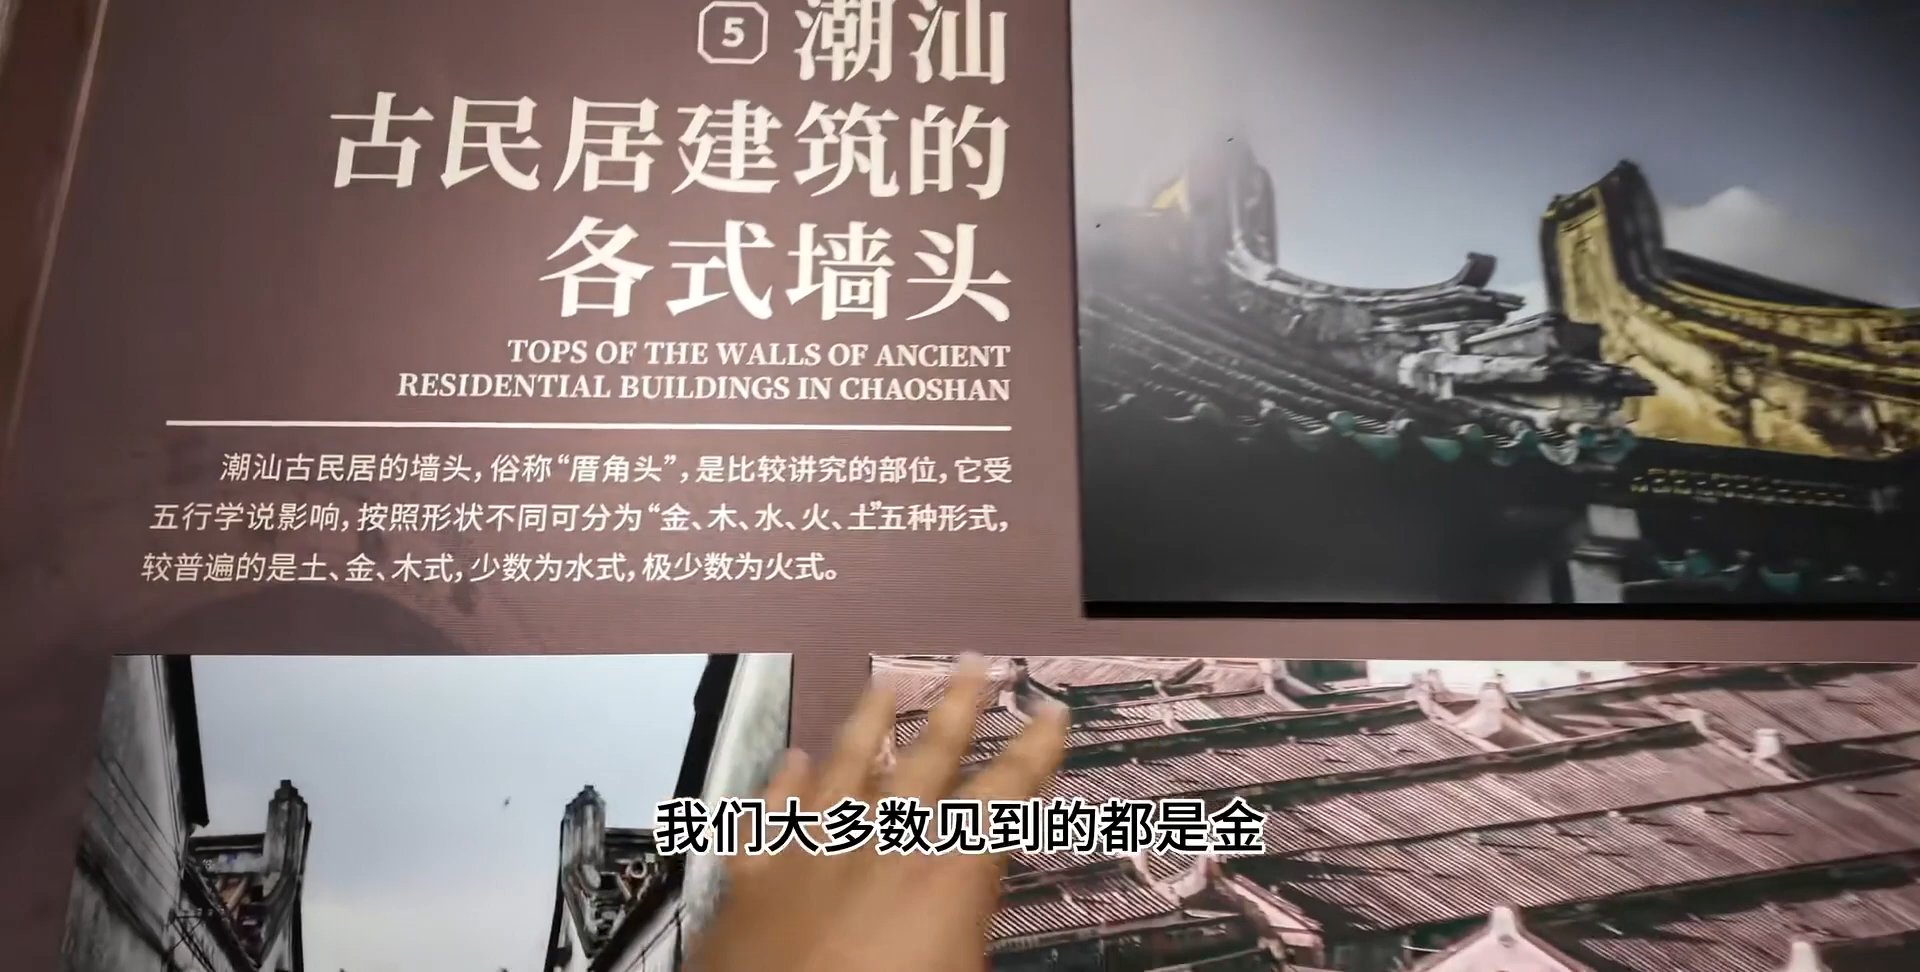 5 潮汕
古民居建筑的
各式墙头
TOPS OF THE WALLS OF ANCIENT
RESIDENTIAL BUILDINGS IN CHAOSHAN
潮汕古民居的墙头，俗称“厝角头”，是比较讲究的部位，它受
五行学说影响，按照形状不同可分为“金、木、水、火、土”五种形式，
较普遍的是土、金、木式，少数为水式，极少数为火式。
我们大多数见到的都是金